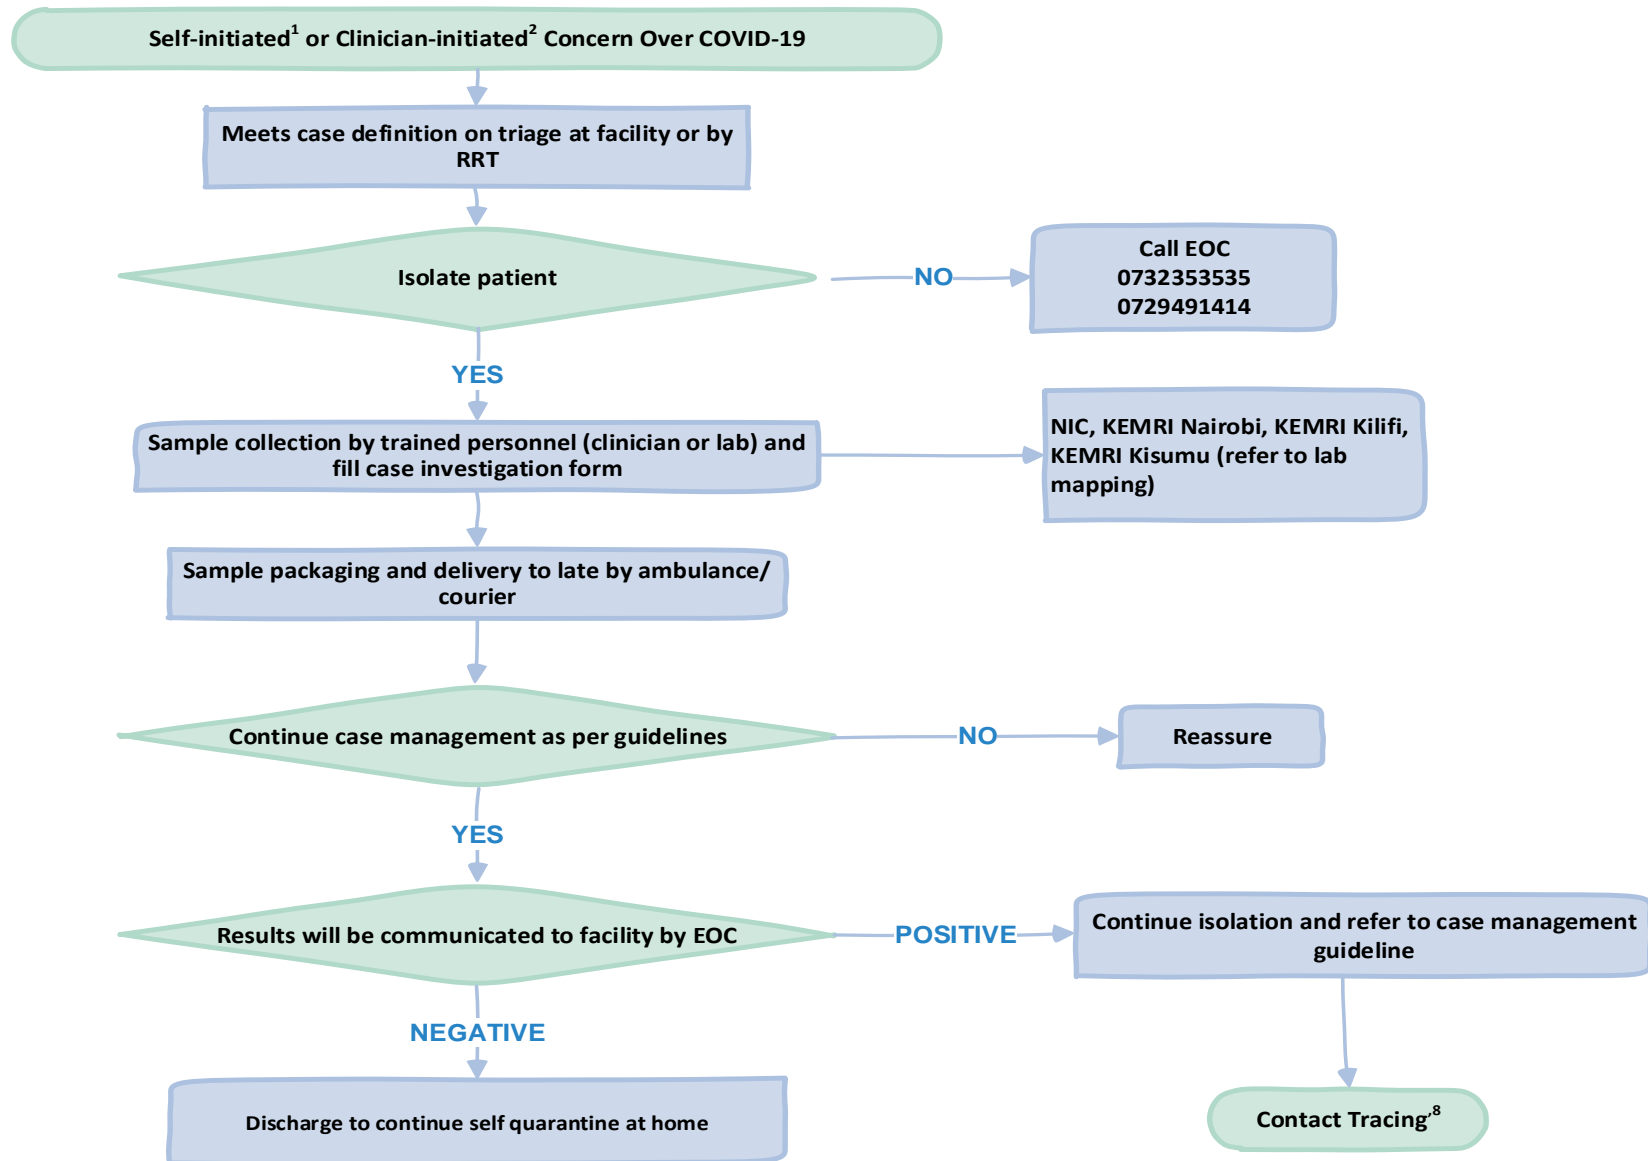 Self-initiated1 or Clinician-initiated2 Concern Over COVID-19
Meets case definition on triage at facility or by
RRT
Isolate patient
NO
Call EOC
0732353535
0729491414
YES
Sample collection by trained personnel (clinician or lab) and
fill case investigation form
NIC, KEMRI Nairobi, KEMRI Kilifi,
KEMRI Kisumu (refer to lab
mapping)
Sample packaging and delivery to late by ambulance/
courier
Continue case management as per guidelines
NO
Reassure
YES
Results will be communicated to facility by EOC
POSITIVE
Continue isolation and refer to case management
guideline
NEGATIVE
Discharge to continue self quarantine at home
Contact Tracing,8